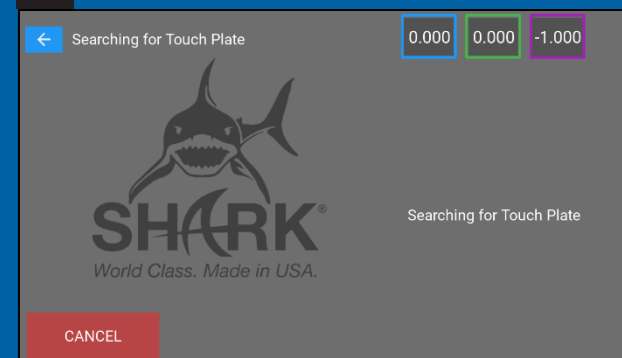 Searching for Touch Plate
0.000 0.000 -1.000
SHARK®
World Class. Made in USA.
Searching for Touch Plate
CANCEL